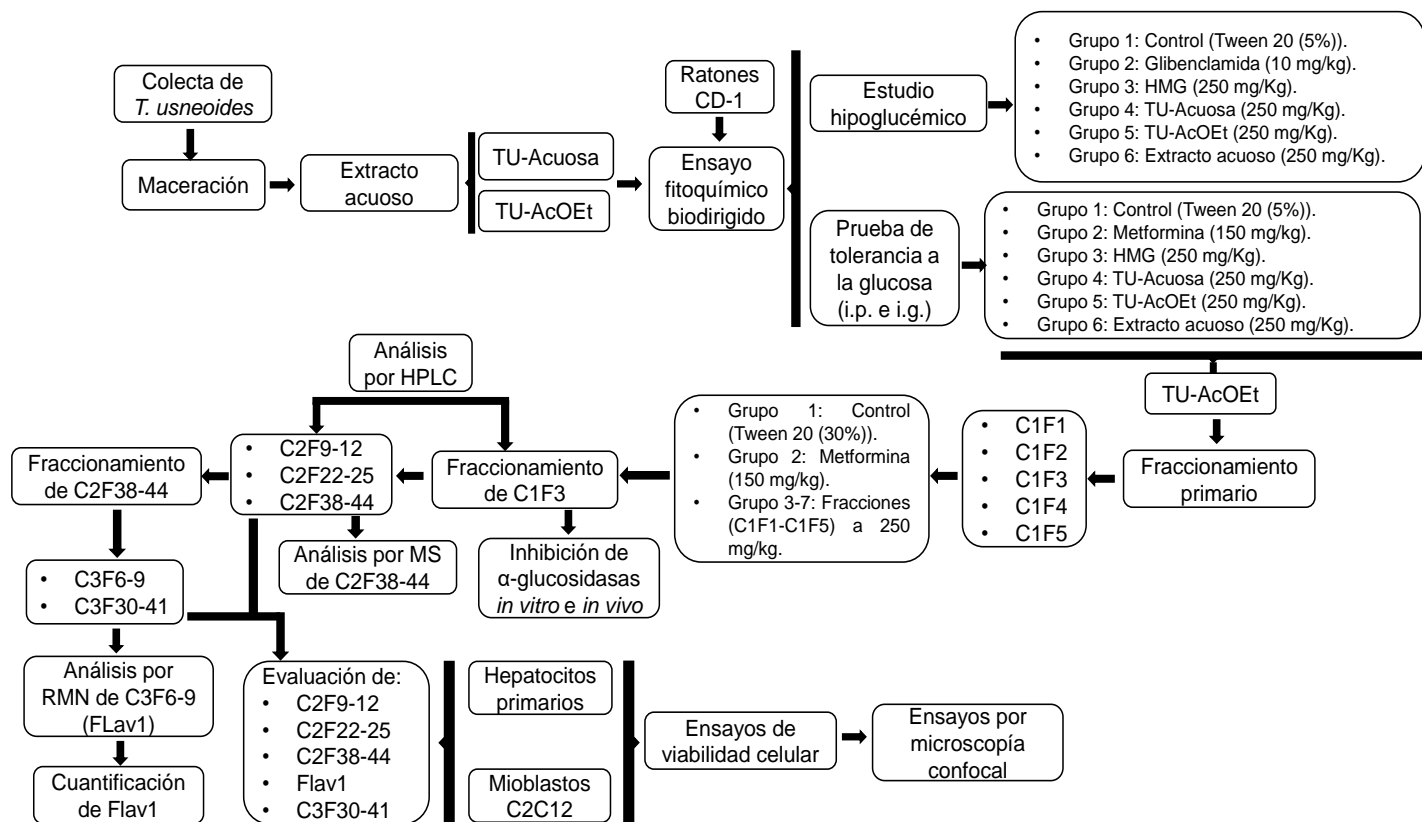 Colecta de
T. usneoides
Maceración
Extracto
acuoso
TU-Acuosa
TU-AcOEt
Ratones
CD-1
Ensayo
fitoquímico
biodirigido
Estudio
hipoglucémico
• Grupo 1: Control (Tween 20 (5%)).
• Grupo 2: Glibenclamida (10 mg/kg).
• Grupo 3: HMG (250 mg/Kg).
• Grupo 4: TU-Acuosa (250 mg/Kg).
• Grupo 5: TU-AcOEt (250 mg/Kg).
• Grupo 6: Extracto acuoso (250 mg/Kg).
Prueba de
tolerancia a
la glucosa
(i.p. e i.g.)
• Grupo 1: Control (Tween 20 (5%)).
• Grupo 2: Metformina (150 mg/kg).
• Grupo 3: HMG (250 mg/Kg).
• Grupo 4: TU-Acuosa (250 mg/Kg).
• Grupo 5: TU-AcOEt (250 mg/Kg).
• Grupo 6: Extracto acuoso (250 mg/Kg).
TU-AcOEt
Fraccionamiento
primario
• C1F1
• C1F2
• C1F3
• C1F4
• C1F5
• Grupo 1: Control
(Tween 20 (30%)).
• Grupo 2: Metformina
(150 mg/kg).
• Grupo 3-7: Fracciones
(C1F1-C1F5) a 250
mg/kg.
Análisis
por HPLC
Fraccionamiento
de C1F3
Inhibición de
α-glucosidasas
in vitro e in vivo
• C2F9-12
• C2F22-25
• C2F38-44
Análisis por MS
de C2F38-44
Fraccionamiento
de C2F38-44
• C3F6-9
• C3F30-41
Análisis por
RMN de C3F6-9
(FLav1)
Cuantificación
de Flav1
Evaluación de:
• C2F9-12
• C2F22-25
• C2F38-44
• Flav1
• C3F30-41
Hepatocitos
primarios
Mioblastos
C2C12
Ensayos de
viabilidad celular
Ensayos por
microscopía
confocal